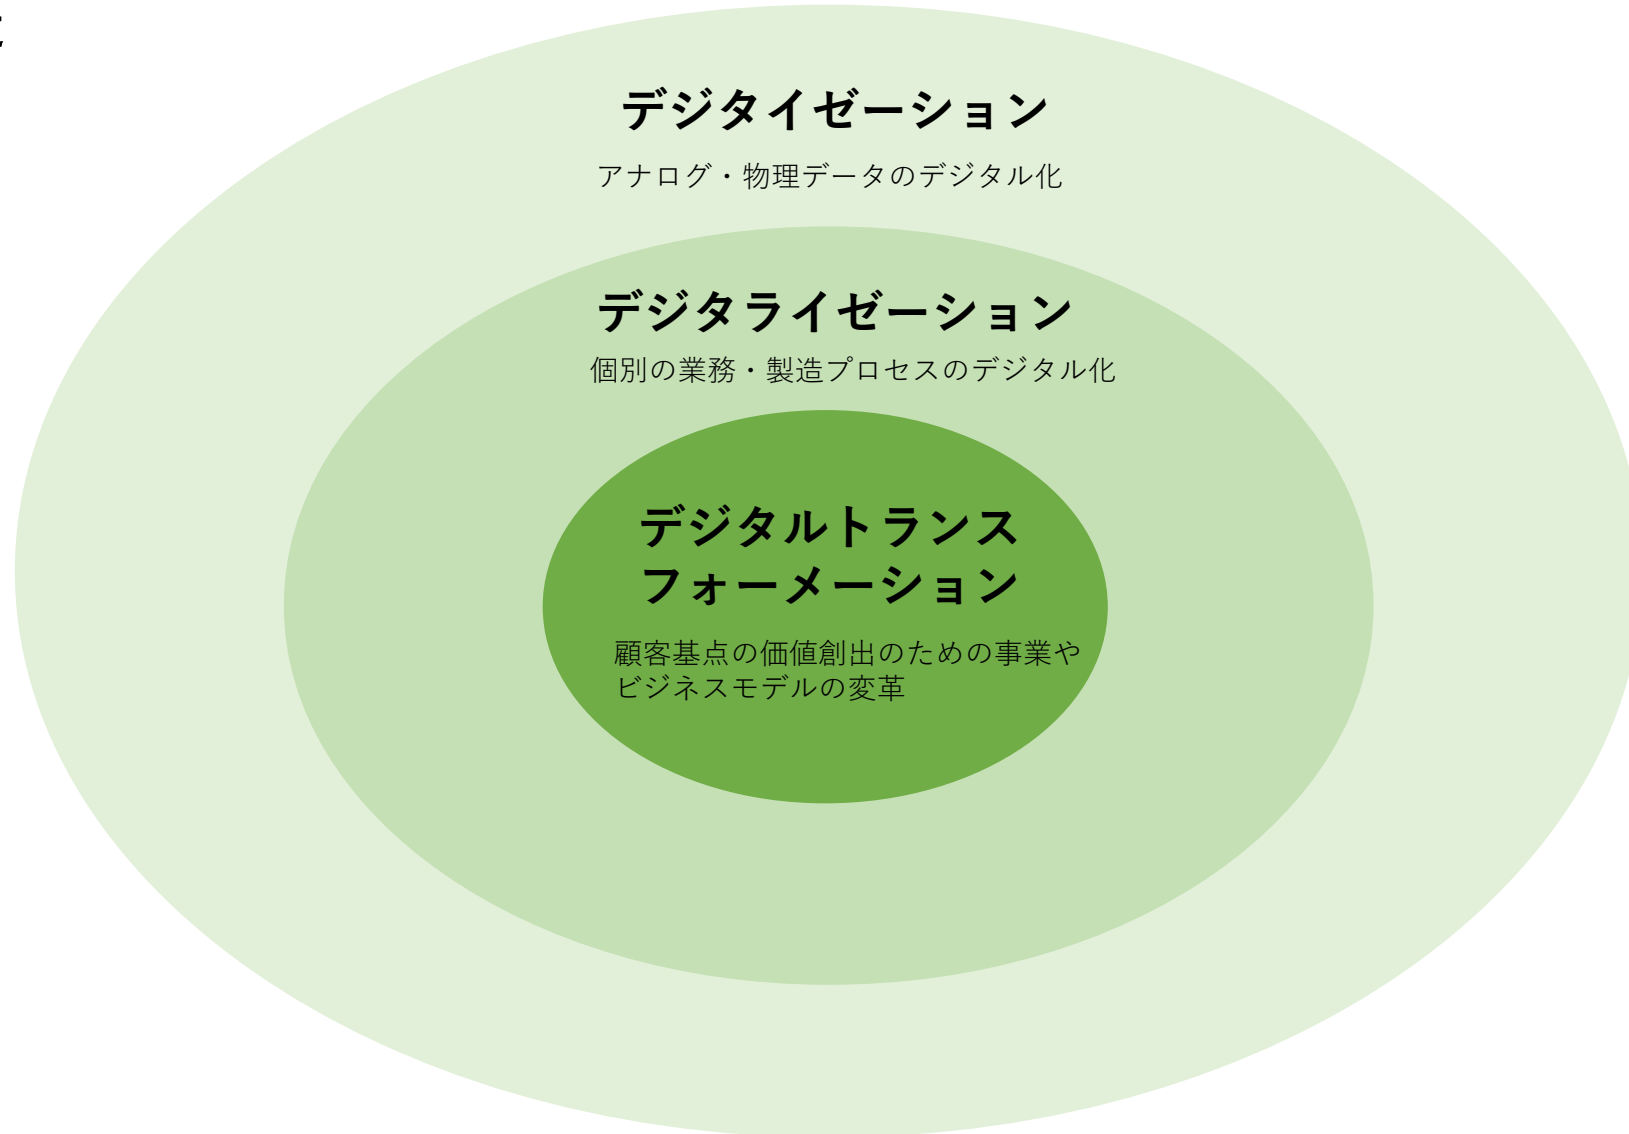 デジタイゼーション
アナログ・物理データのデジタル化
デジタライゼーション
個別の業務・製造プロセスのデジタル化
デジタルトランス
フォーメーション
顧客基点の価値創出のための事業や
ビジネスモデルの変革